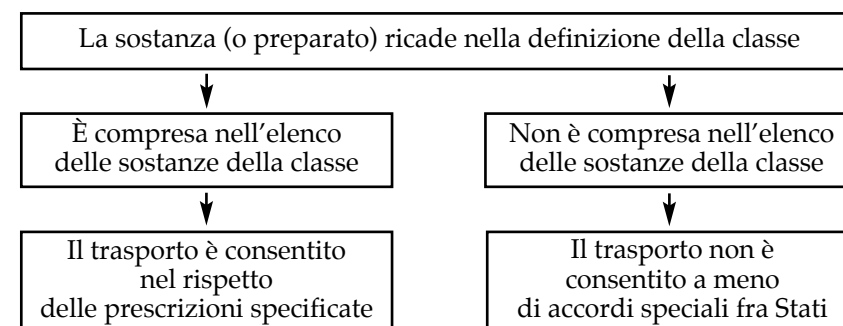 La sostanza (o preparato) ricade nella definizione della classe
È compresa nell'elenco
delle sostanze della classe
Non è compresa nell'elenco
delle sostanze della classe
Il trasporto è consentito
nel rispetto
delle prescrizioni specificate
Il trasporto non è
consentito a meno
di accordi speciali fra Stati